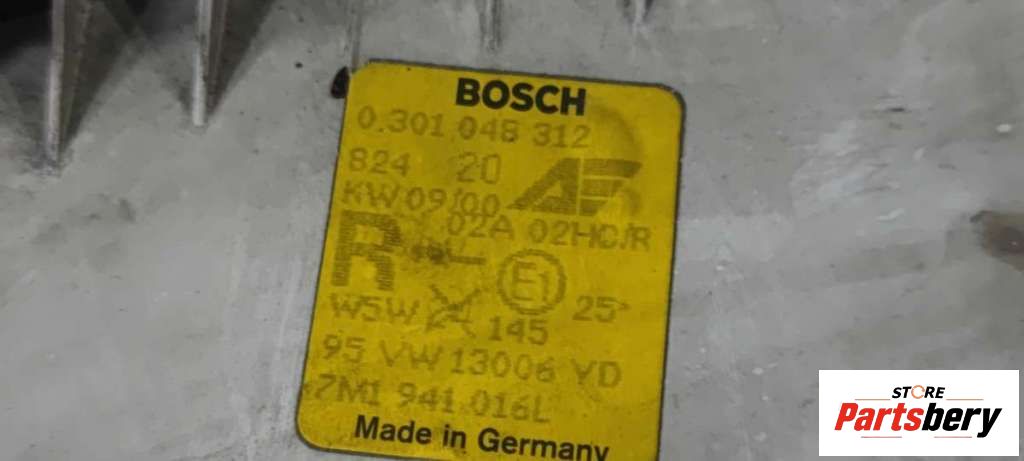 BOSCH
0.301 048 312
824 20
KW 09/00 AS
02A 02HC/R
R
E1 25
W5W 145
95 VW 13006 YD
7M1 941 016L
Made in Germany
STORE
Partsbery